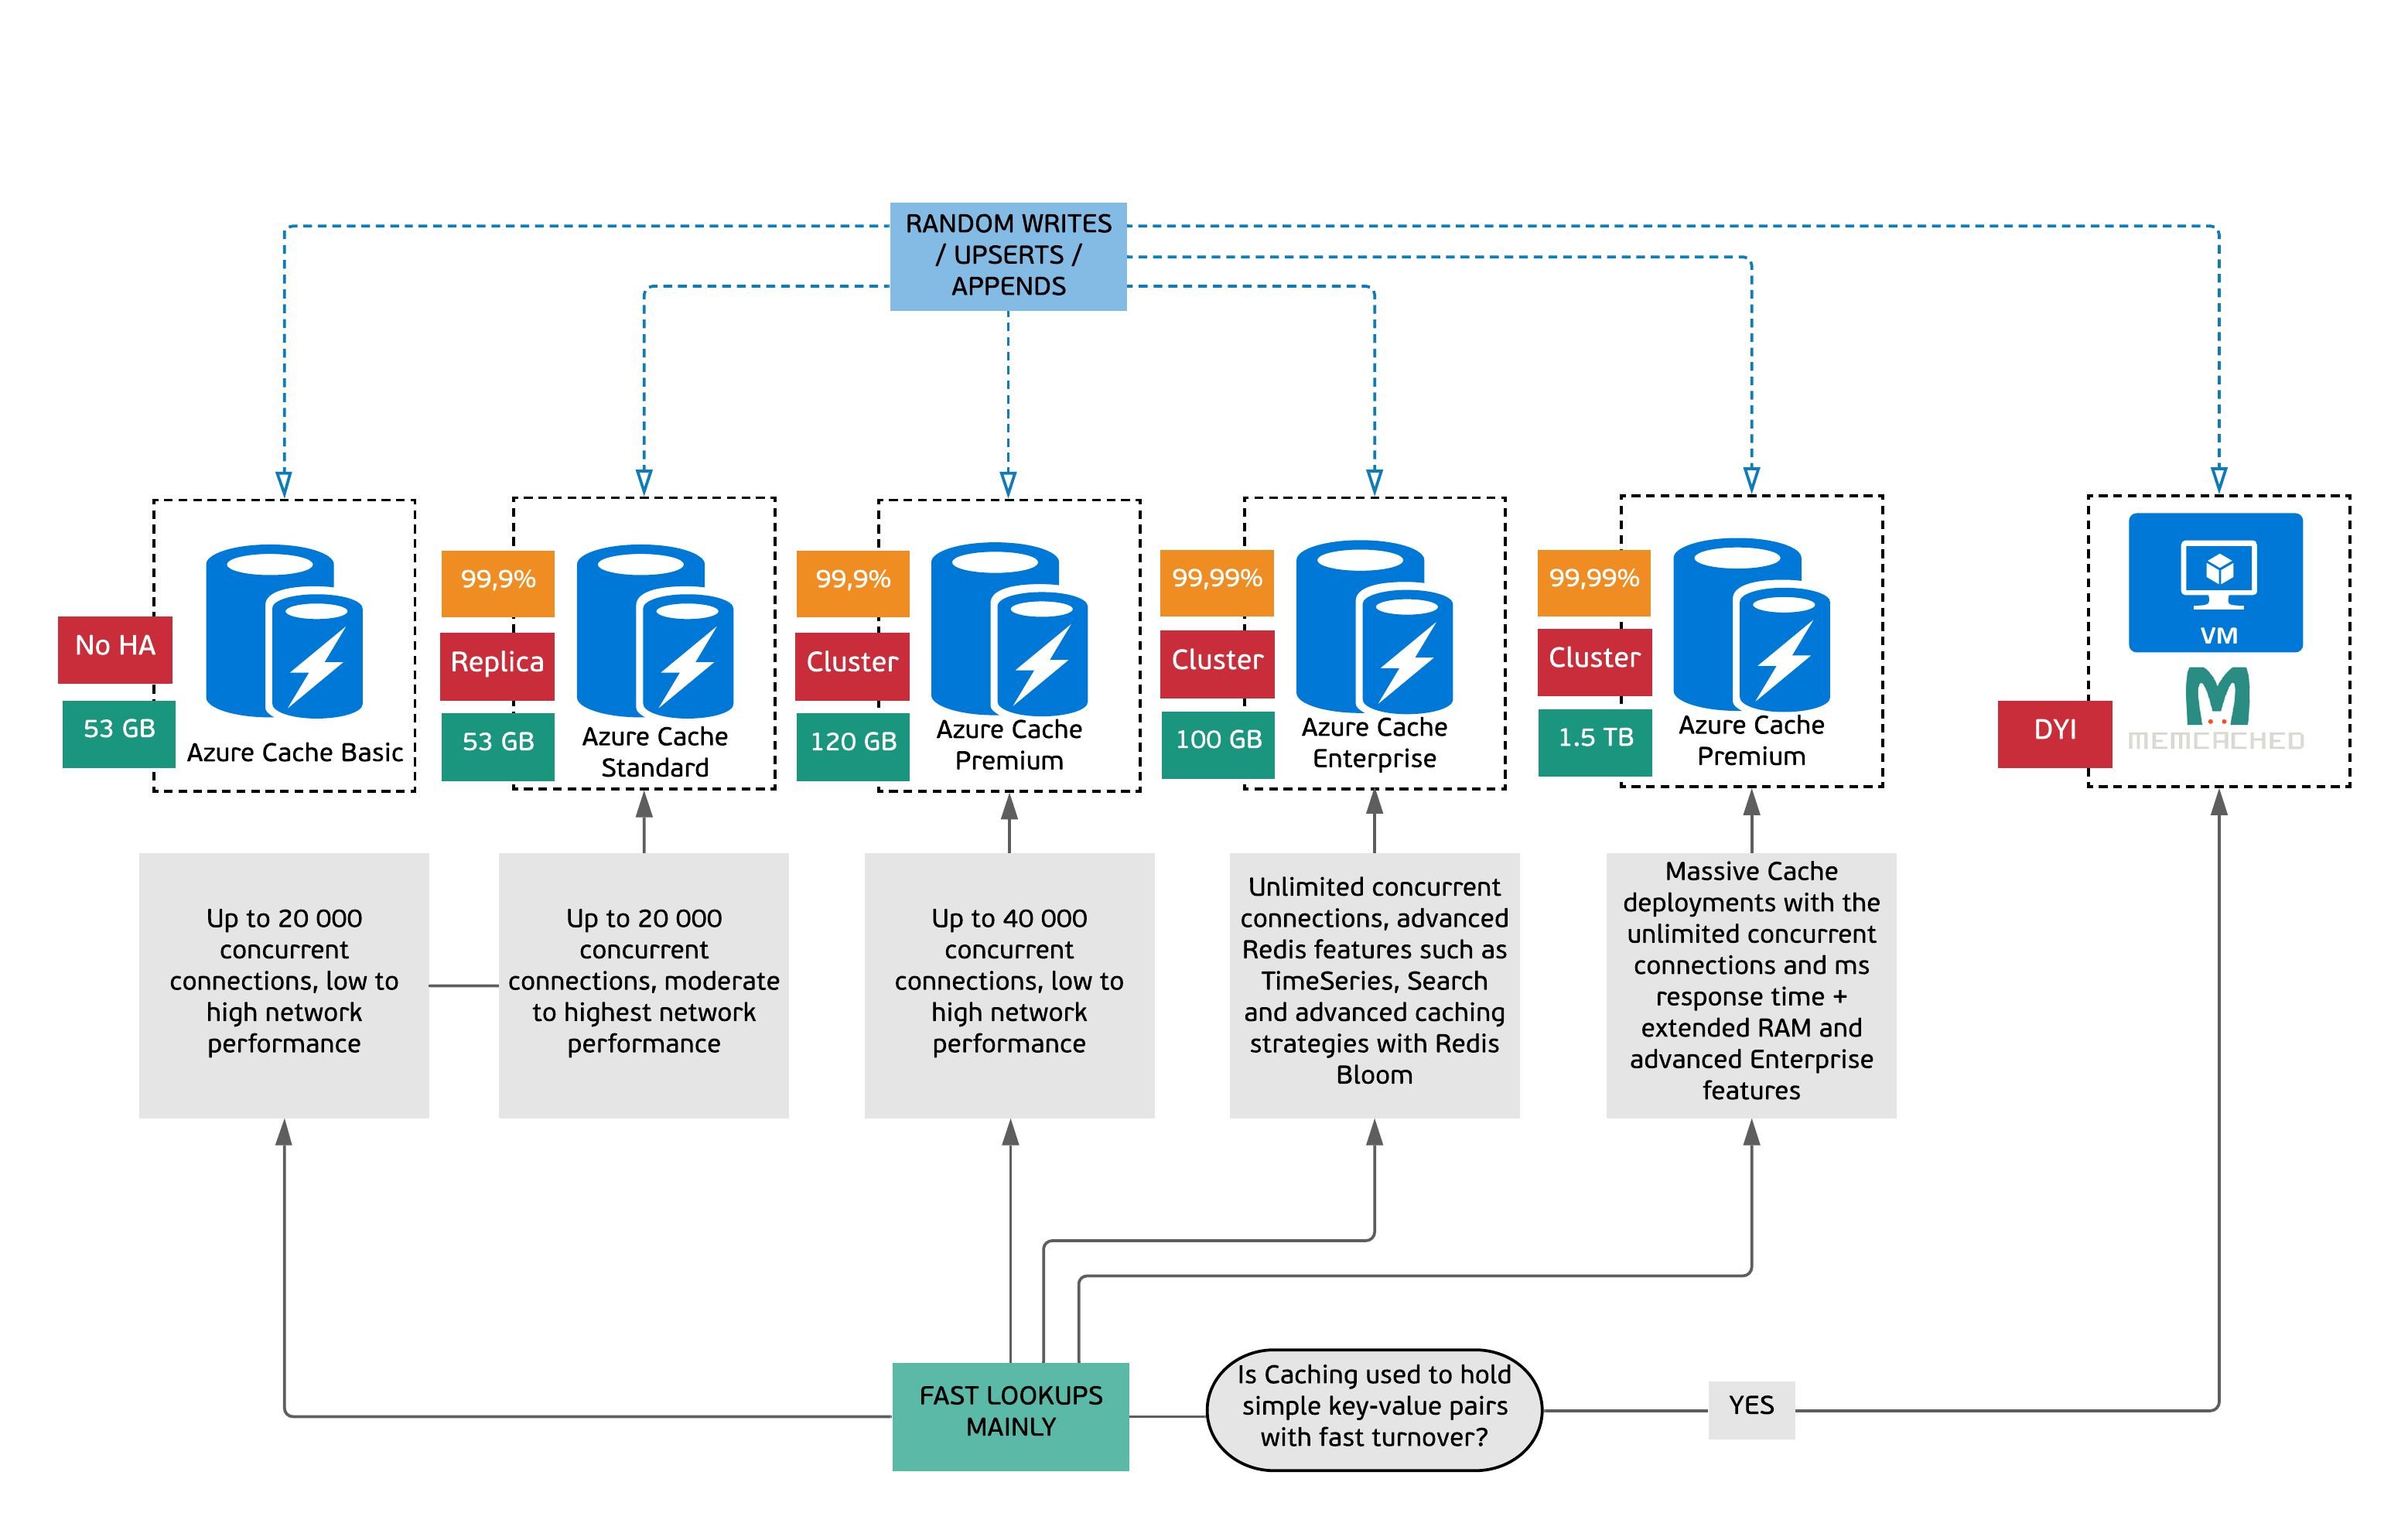 RANDOM WRITES
/ UPSERTS /
APPENDS
No HA
53 GB
Azure Cache Basic
99,9%
Replica
53 GB
Azure Cache
Standard
99,9%
Cluster
120 GB
Azure Cache
Premium
99,99%
Cluster
100 GB
Azure Cache
Enterprise
99,99%
Cluster
1.5 TB
Azure Cache
Premium
VM
MEMCACHED
DYI
Up to 20 000
concurrent
connections, low to
high network
performance
Up to 20 000
concurrent
connections, moderate
to highest network
performance
Up to 40 000
concurrent
connections, low to
high network
performance
Unlimited concurrent
connections, advanced
Redis features such as
TimeSeries, Search
and advanced caching
strategies with Redis
Bloom
Massive Cache
deployments with the
unlimited concurrent
connections and ms
response time +
extended RAM and
advanced Enterprise
features
FAST LOOKUPS
MAINLY
Is Caching used to hold
simple key-value pairs
with fast turnover?
YES